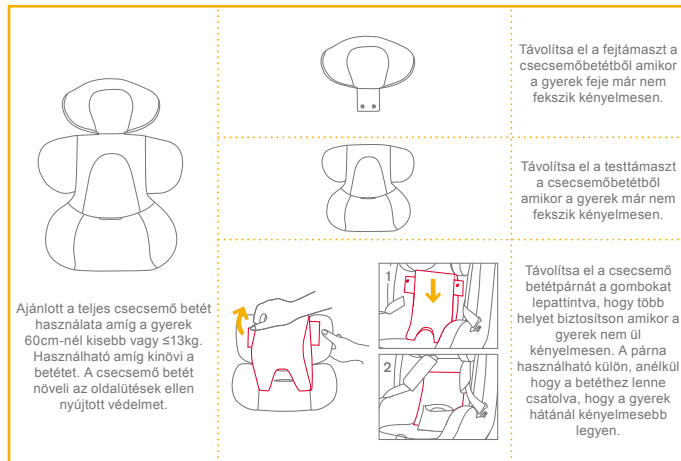 Ajánlott a teljes csecsemő betét
használata amíg a gyerek
60cm-nél kisebb vagy ≤13kg.
Használható amíg kinövi a
betétet. A csecsemő betét
növeli az oldalütések ellen
nyújtott védelmet.
Távolítsa el a fejtámaszt a
csecsemőbetétből amikor
a gyerek feje már nem
fekszik kényelmesen.
Távolítsa el a testtámaszt
a csecsemőbetétből
amikor a gyerek már nem
fekszik kényelmesen.
1
2
Távolítsa el a csecsemő
betétpárnát a gombokat
lepattintva, hogy több
helyet biztosítson amikor a
gyerek nem ül
kényelmesen. A párna
használható külön, anélkül
hogy a betéthez lenne
csatolva, hogy a gyerek
hátánál kényelmesebb
legyen.